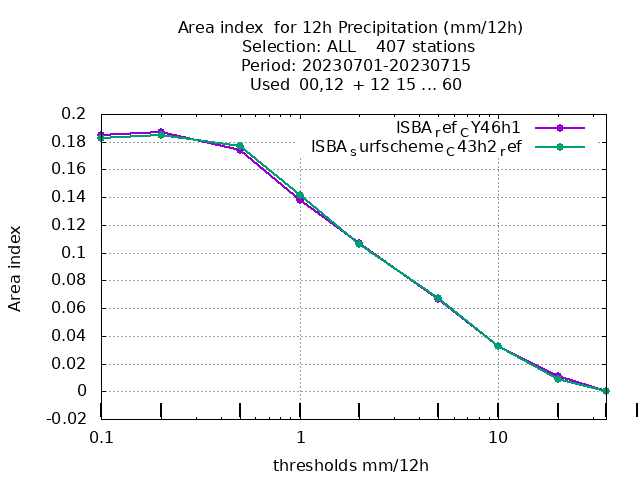 Area index  for 12h Precipitation (mm/12h)
Selection: ALL    407 stations
Period: 20230701-20230715
Used  00,12  + 12 15 ... 60
ISBA_ref_CY46h1
ISBA_surfscheme_C43h2_ref
0.2
0.18
0.16
0.14
0.12
0.1
0.08
0.06
0.04
0.02
0
-0.02
Area index
0.1
1
10
thresholds mm/12h